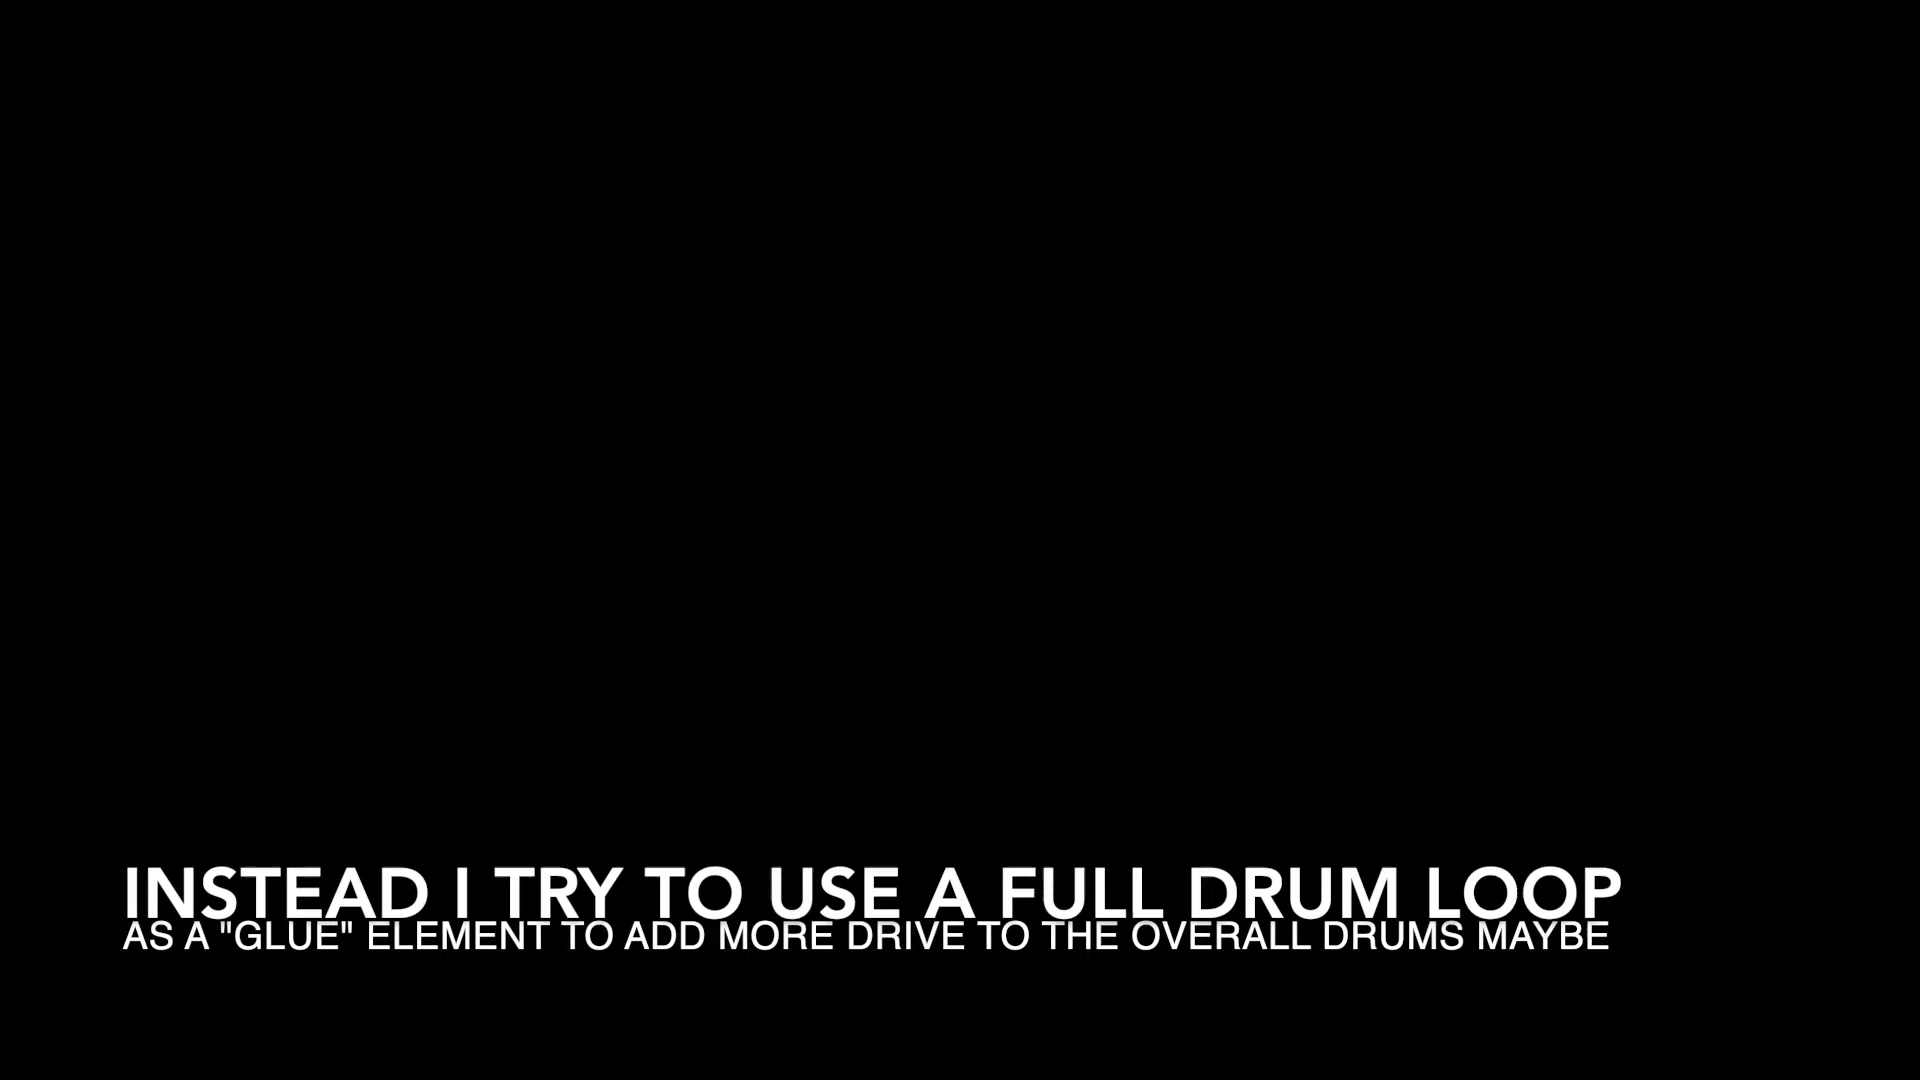 INSTEAD I TRY TO USE A FULL DRUM LOOP
AS A "GLUE" ELEMENT TO ADD MORE DRIVE TO THE OVERALL DRUMS MAYBE